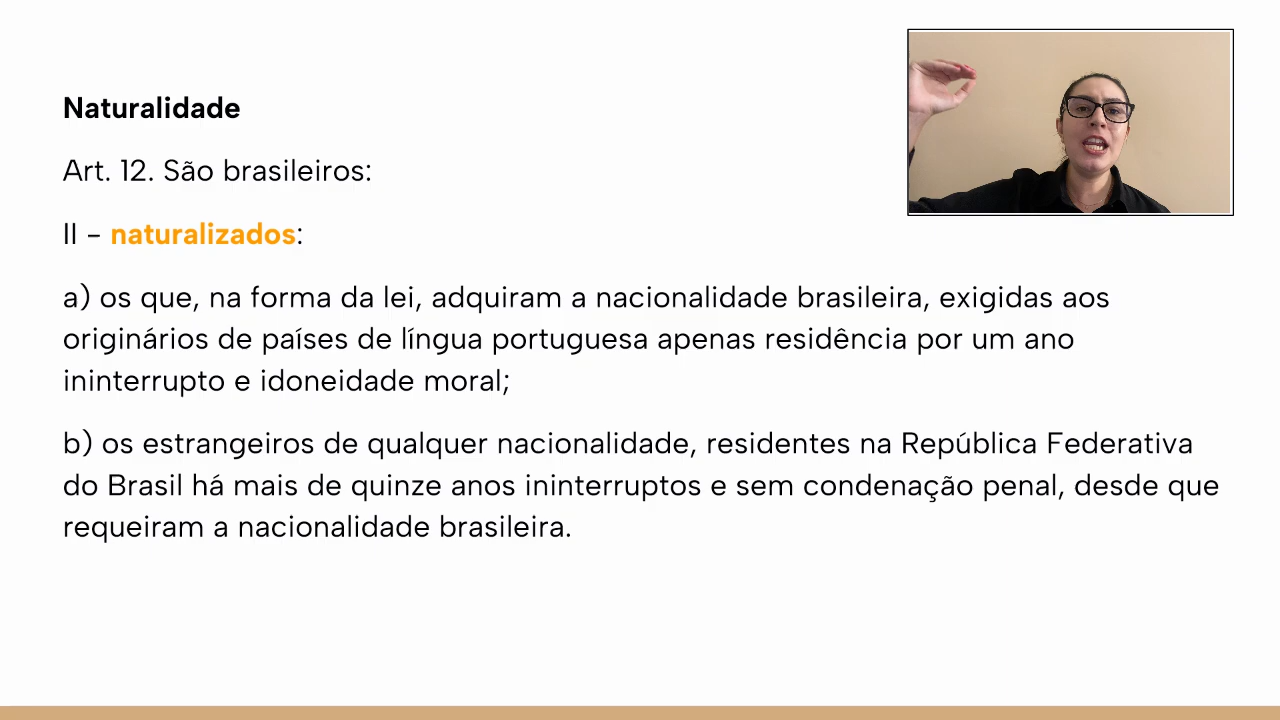 Naturalidade
Art. 12. São brasileiros:
II – naturalizados:
a) os que, na forma da lei, adquiram a nacionalidade brasileira, exigidas aos
originários de países de língua portuguesa apenas residência por um ano
ininterrupto e idoneidade moral;
b) os estrangeiros de qualquer nacionalidade, residentes na República Federativa
do Brasil há mais de quinze anos ininterruptos e sem condenação penal, desde que
requeiram a nacionalidade brasileira.